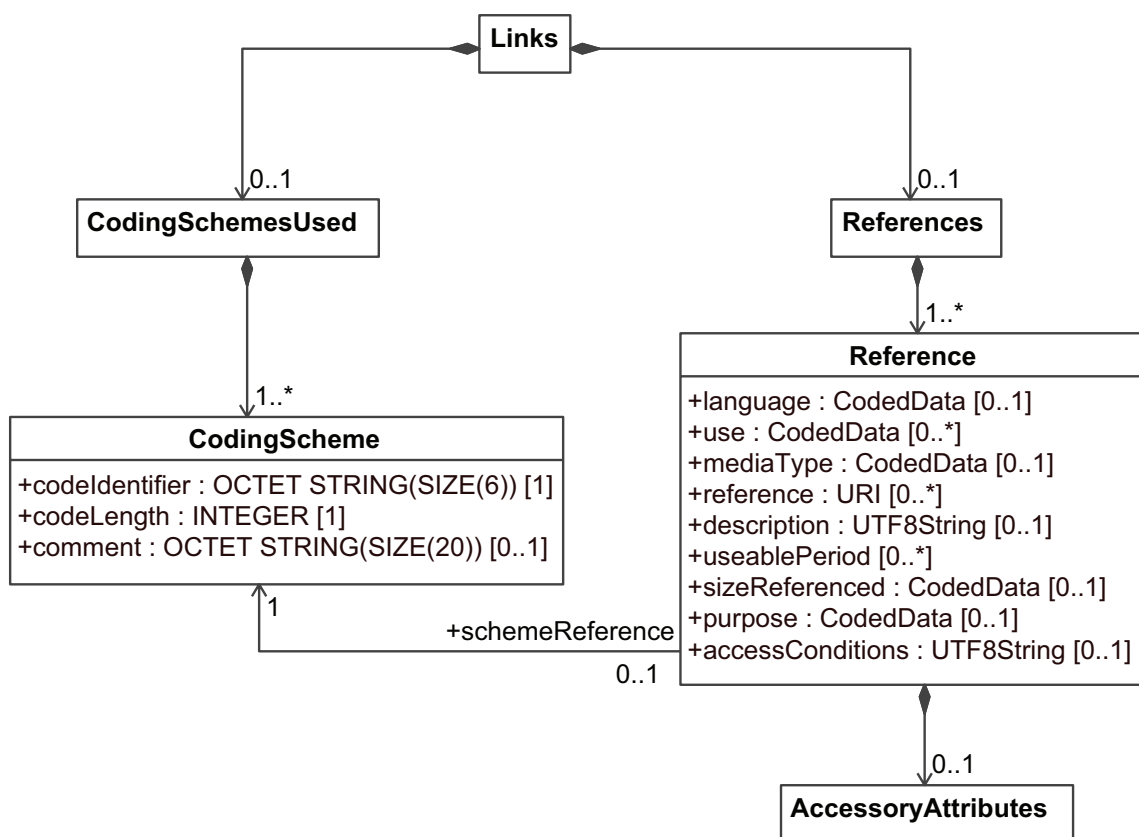 Links
0..1
0..1
CodingSchemesUsed
References
1..*
1..*
CodingScheme
+codeIdentifier : OCTET STRING(SIZE(6)) [1]
+codeLength : INTEGER [1]
+comment : OCTET STRING(SIZE(20)) [0..1]
Reference
+language : CodedData [0..1]
+use : CodedData [0..*]
+mediaType : CodedData [0..1]
+reference : URI [0..*]
+description : UTF8String [0..1]
+useablePeriod [0..*]
+sizeReferenced : CodedData [0..1]
+purpose : CodedData [0..1]
+accessConditions : UTF8String [0..1]
1
+schemeReference
0..1
0..1
AccessoryAttributes